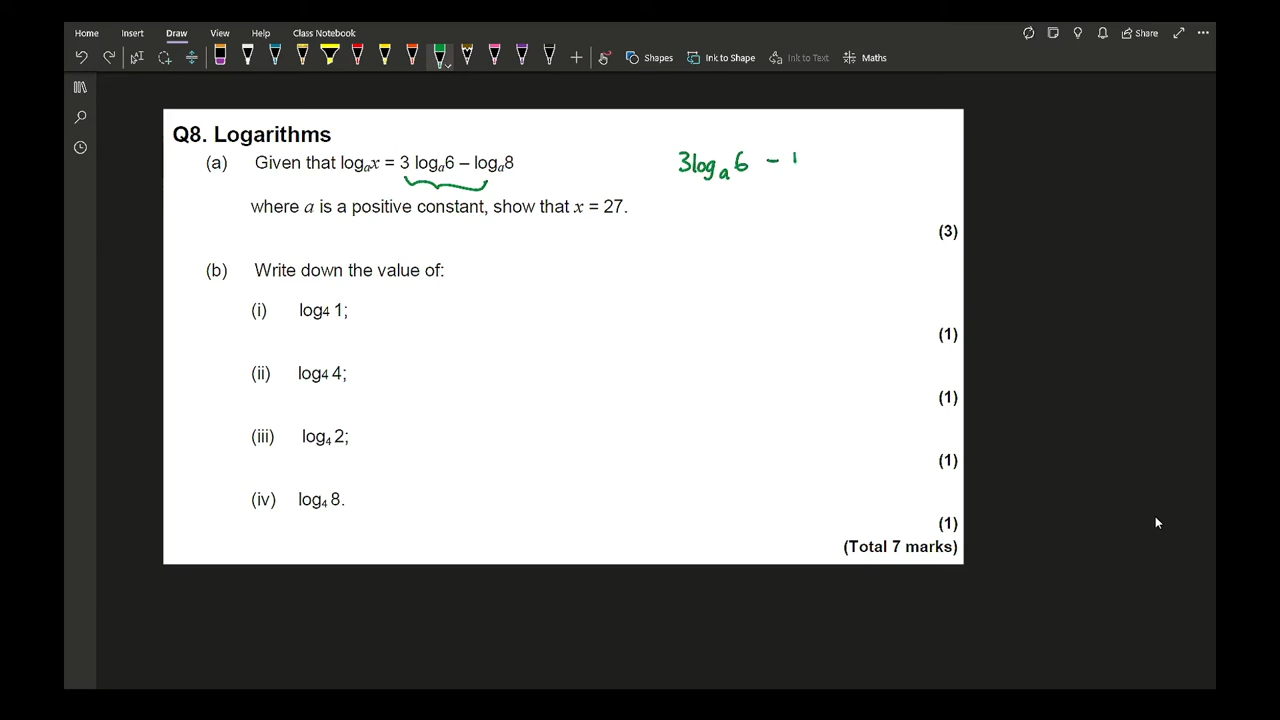 Home Insert Draw View Help Class Notebook
Share
Shapes Ink to Shape Ink to Text Maths
Q8. Logarithms
(a) Given that logₐx = 3 logₐ6 – logₐ8
3logₐ6 –
where a is a positive constant, show that x = 27.
(3)
(b) Write down the value of:
(i) log₄ 1;
(1)
(ii) log₄ 4;
(1)
(iii) log₄ 2;
(1)
(iv) log₄ 8.
(1)
(Total 7 marks)